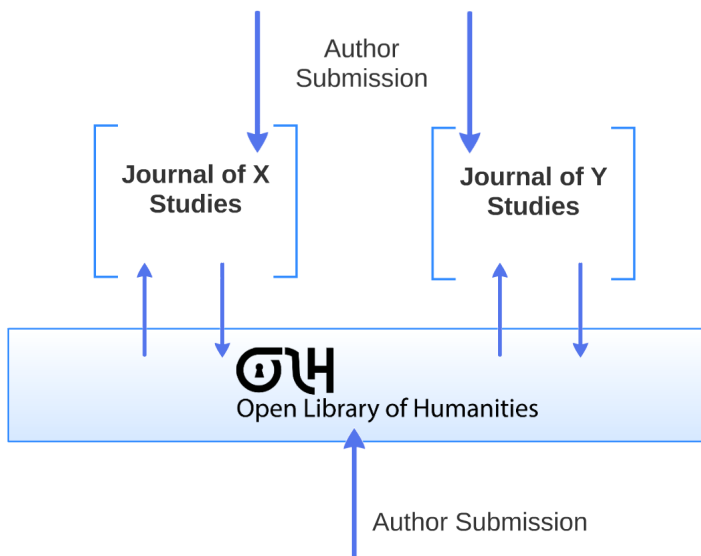 Author
Submission
Journal of X
Studies
Journal of Y
Studies
OLH
Open Library of Humanities
Author Submission